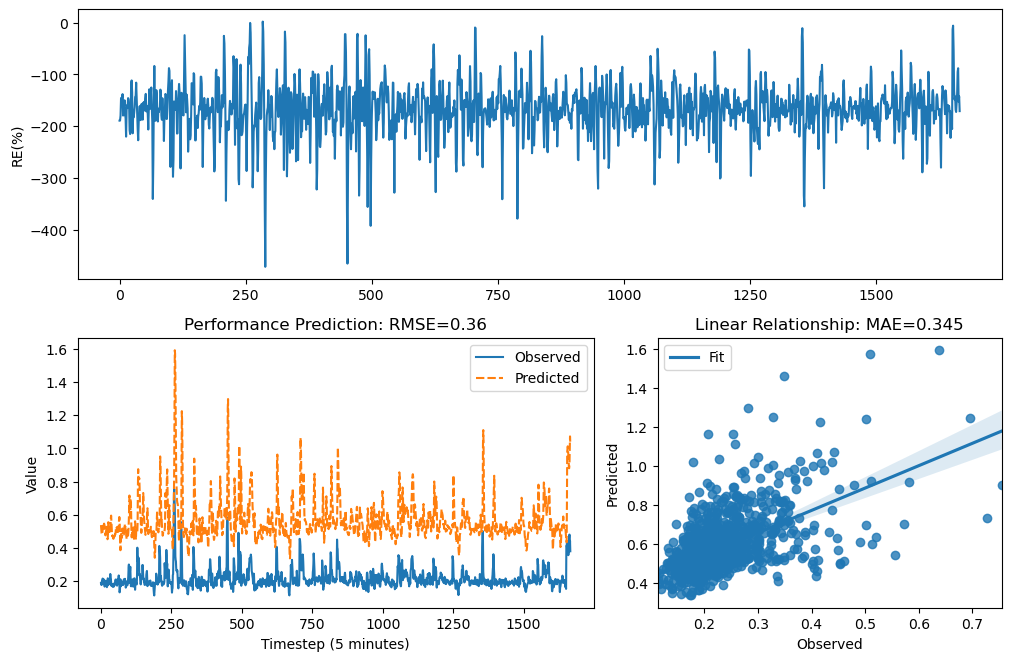 0
−100
−200
−300
−400
RE(%)
0 250 500 750 1000 1250 1500
Performance Prediction: RMSE=0.36
Observed
Predicted
1.6
1.4
1.2
1.0
0.8
0.6
0.4
0.2
Value
0 250 500 750 1000 1250 1500
Timestep (5 minutes)
Linear Relationship: MAE=0.345
Fit
1.6
1.4
1.2
1.0
0.8
0.6
0.4
Predicted
0.2 0.3 0.4 0.5 0.6 0.7
Observed